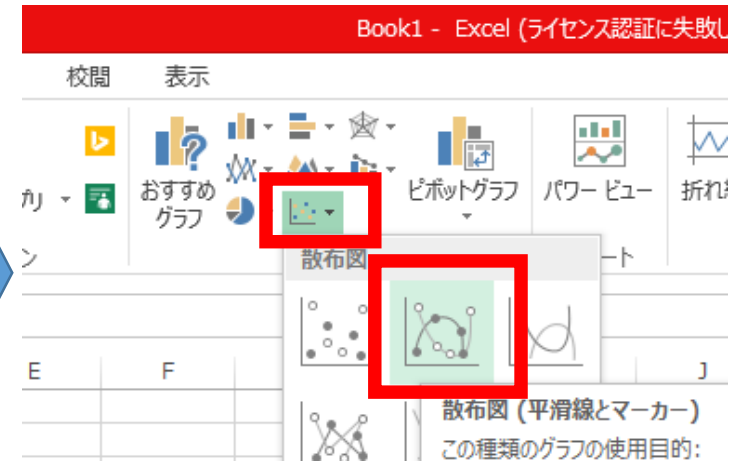 Book1 - Excel (ライセンス認証に失敗し
校閲 表示
おすすめ
グラフ
ピボットグラフ
パワー ビュー
折れ
散布図
ート
ン
E F J
散布図 (平滑線とマーカー)
この種類のグラフの使用目的: